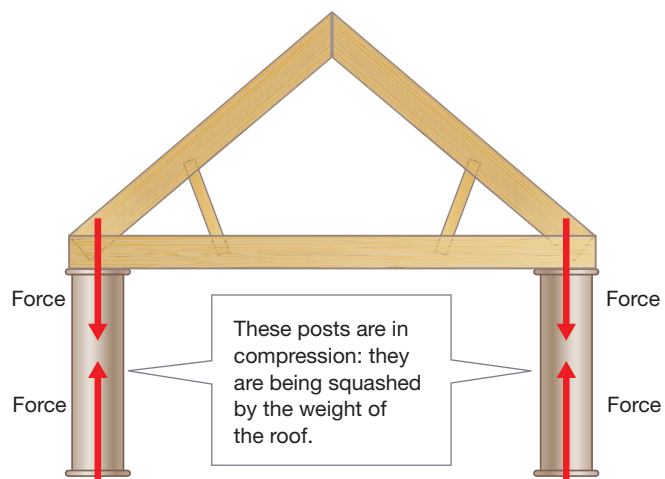 Force
Force
These posts are in
compression: they
are being squashed
by the weight of
the roof.
Force
Force